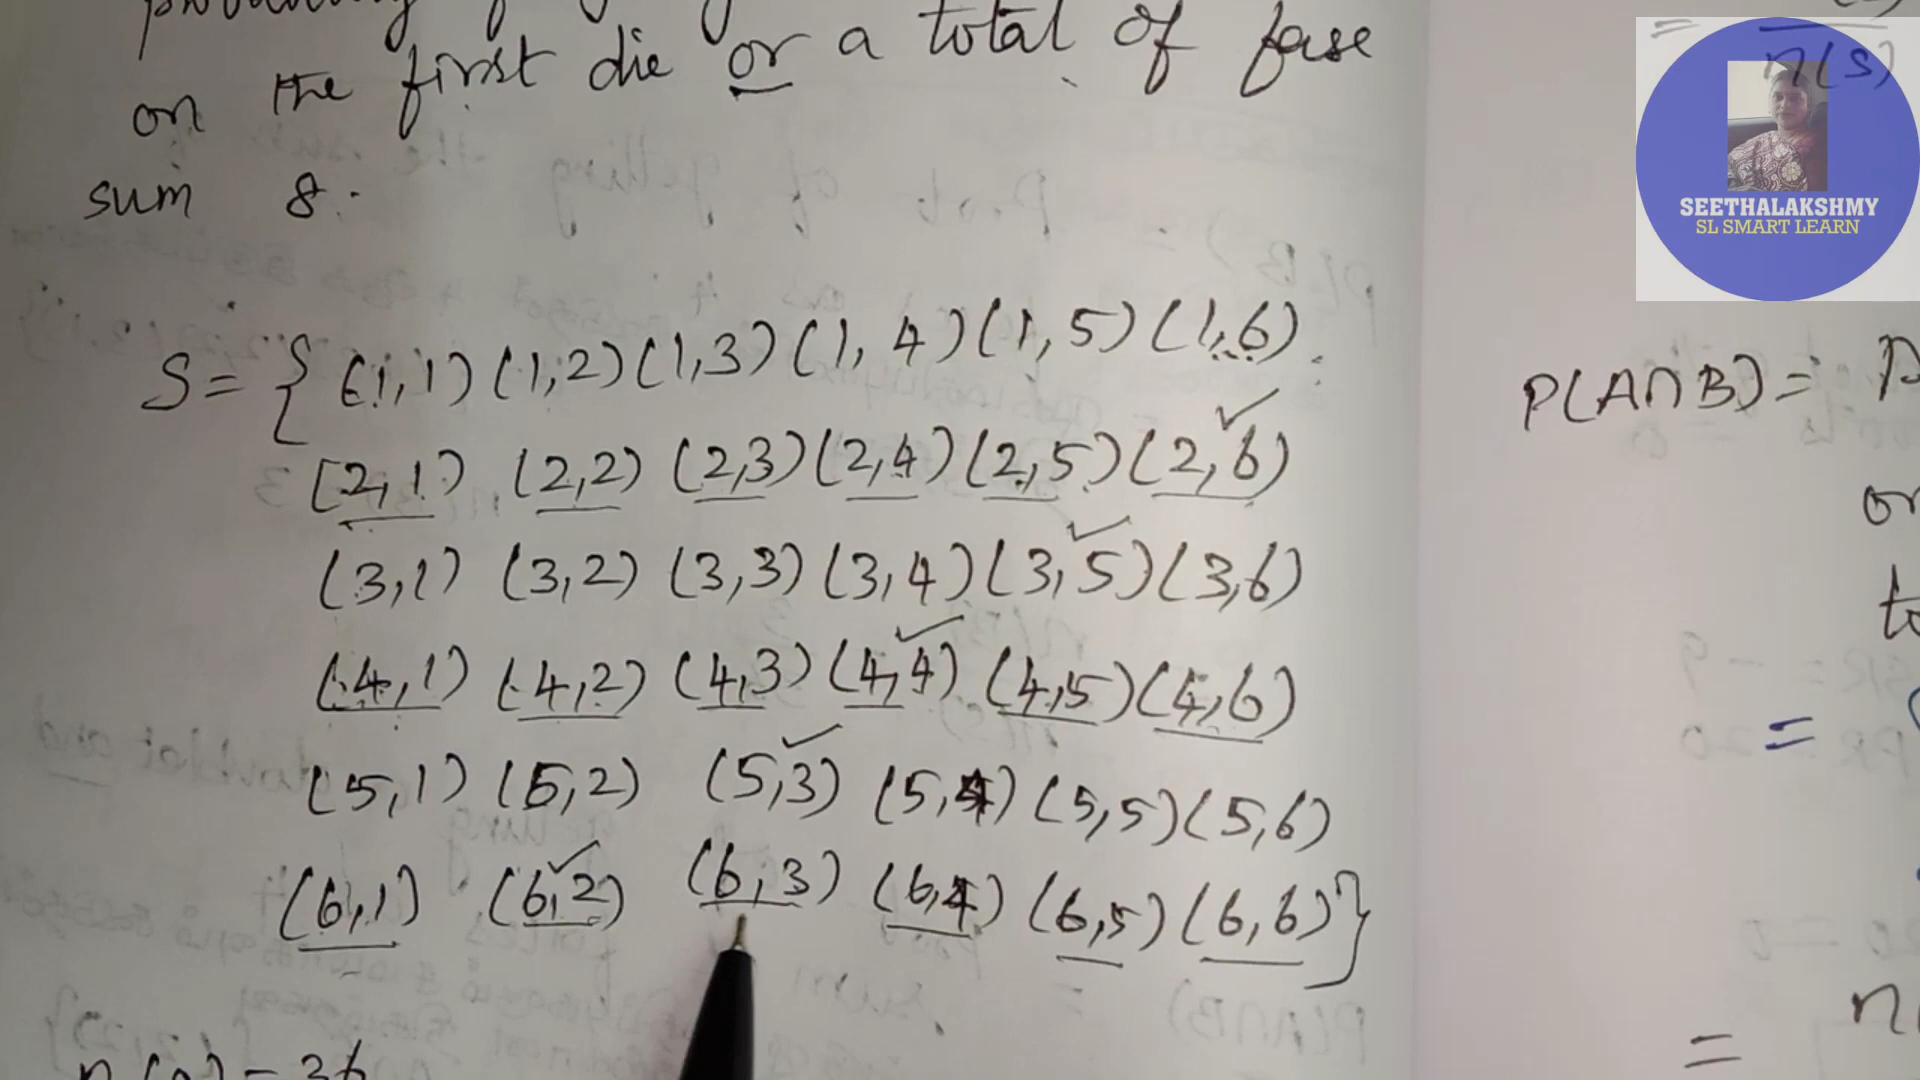 on the first die or a total of face
sum 8.
S = { (1,1) (1,2) (1,3) (1, 4) (1, 5) (1,6)
(2,1) (2,2) (2,3) (2,4) (2,5) (2,6)
(3,1) (3,2) (3,3) (3,4) (3,5) (3,6)
(4,1) (4,2) (4,3) (4,4) (4,5) (4,6)
(5,1) (5,2) (5,3) (5,4) (5,5) (5,6)
(6,1) (6,2) (6,3) (6,4) (6,5) (6,6) }
= n(s)
P(A∩B) =
or
=
=
SEETHALAKSHMY
SL SMART LEARN